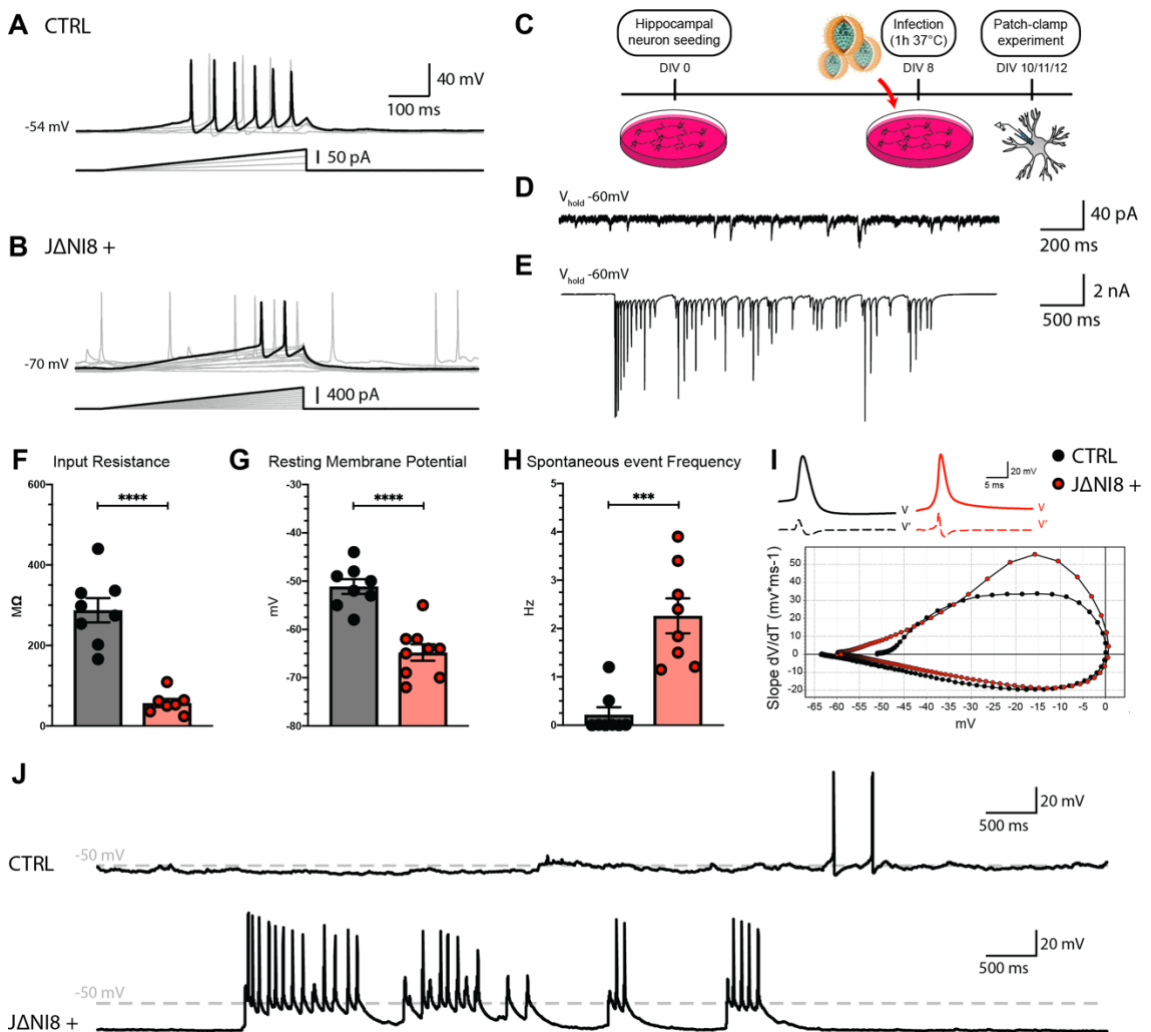 A CTRL
40 mV
100 ms
-54 mV
50 pA
B JΔNI8 +
-70 mV
400 pA
C
Hippocampal
neuron seeding
DIV 0
Infection
(1h 37°C)
DIV 8
Patch-clamp
experiment
DIV 10/11/12
D
Vhold -60mV
40 pA
200 ms
E
Vhold -60mV
2 nA
500 ms
F Input Resistance
****
600
400
200
0
MΩ
G Resting Membrane Potential
****
-30
-40
-50
-60
-70
-80
mV
H Spontaneous event Frequency
***
5
4
3
2
1
0
Hz
I
20 mV
5 ms
CTRL
JΔNI8 +
V
V'
V
V'
50
40
30
20
10
0
-10
-20
Slope dV/dT (mv*ms-1)
-65 -60 -55 -50 -45 -40 -35 -30 -25 -20 -15 -10 -5 0
mV
J
CTRL
-50 mV
20 mV
500 ms
JΔNI8 +
-50 mV
20 mV
500 ms